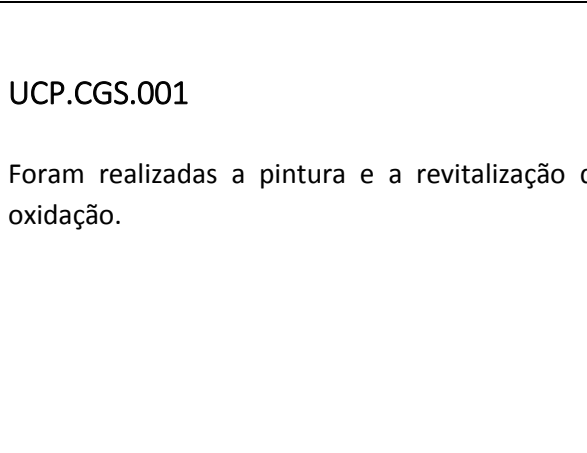 UCP.CGS.001
Foram realizadas a pintura e a revitalização
oxidação.